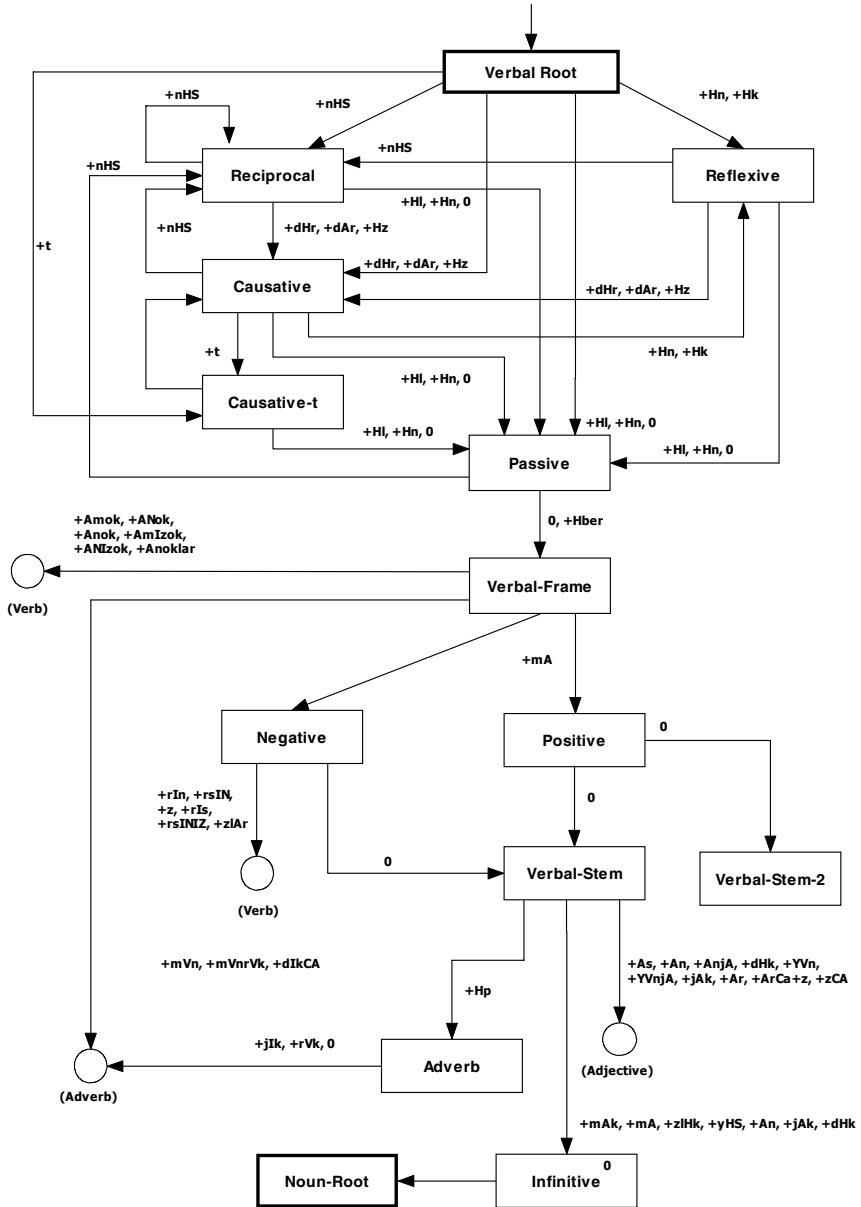 Verbal Root
+nHS
+nHS
+Hn, +Hk
+nHS
+nHS
Reciprocal
Reflexive
+Hl, +Hn, 0
+nHS
+dHr, +dAr, +Hz
+t
+dHr, +dAr, +Hz
Causative
+dHr, +dAr, +Hz
+t
+Hn, +Hk
+Hl, +Hn, 0
Causative-t
+Hl, +Hn, 0
+Hl, +Hn, 0
+Hl, +Hn, 0
Passive
+Amok, +ANok,
+Anok, +AmIzok,
+ANIzok, +Anoklar
0, +Hber
Verbal-Frame
(Verb)
+mA
Negative
Positive
0
+rIn, +rsIN,
+z, +rIs,
+rsINIZ, +zlAr
0
0
Verbal-Stem
Verbal-Stem-2
(Verb)
+mVn, +mVnrVk, +dIkCA
+As, +An, +AnjA, +dHk, +YVn,
+YVnjA, +jAk, +Ar, +ArCa+z, +zCA
+Hp
+jIk, +rVk, 0
Adverb
(Adjective)
(Adverb)
+mAk, +mA, +zlHk, +yHS, +An, +jAk, +dHk
0
Noun-Root
Infinitive